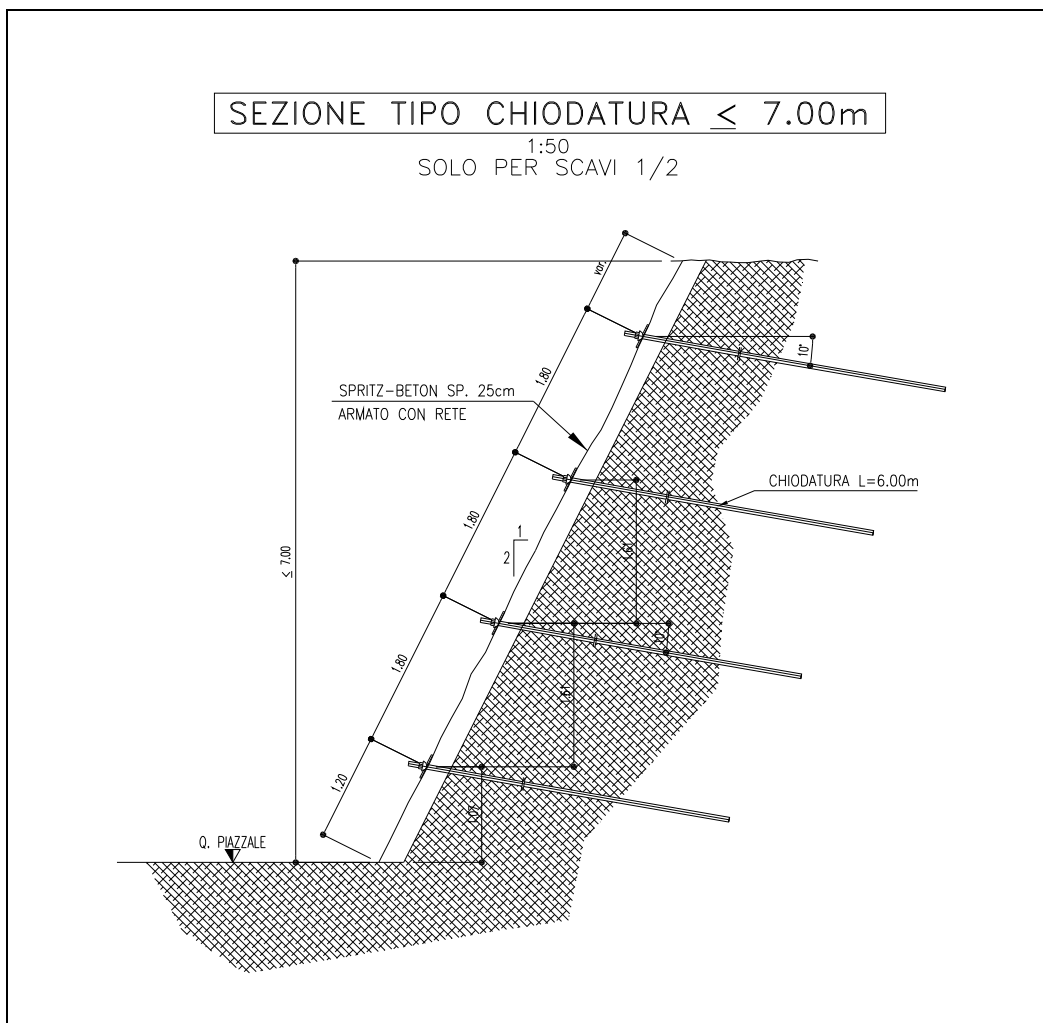 SEZIONE TIPO CHIODATURA ≤ 7.00m
1:50
SOLO PER SCAVI 1/2
var.
10°
1.80
SPRITZ-BETON SP. 25cm
ARMATO CON RETE
CHIODATURA L=6.00m
1.80
1
2
1.61
≤ 7.00
10°
1.80
1.61
1.20
1.07
Q. PIAZZALE